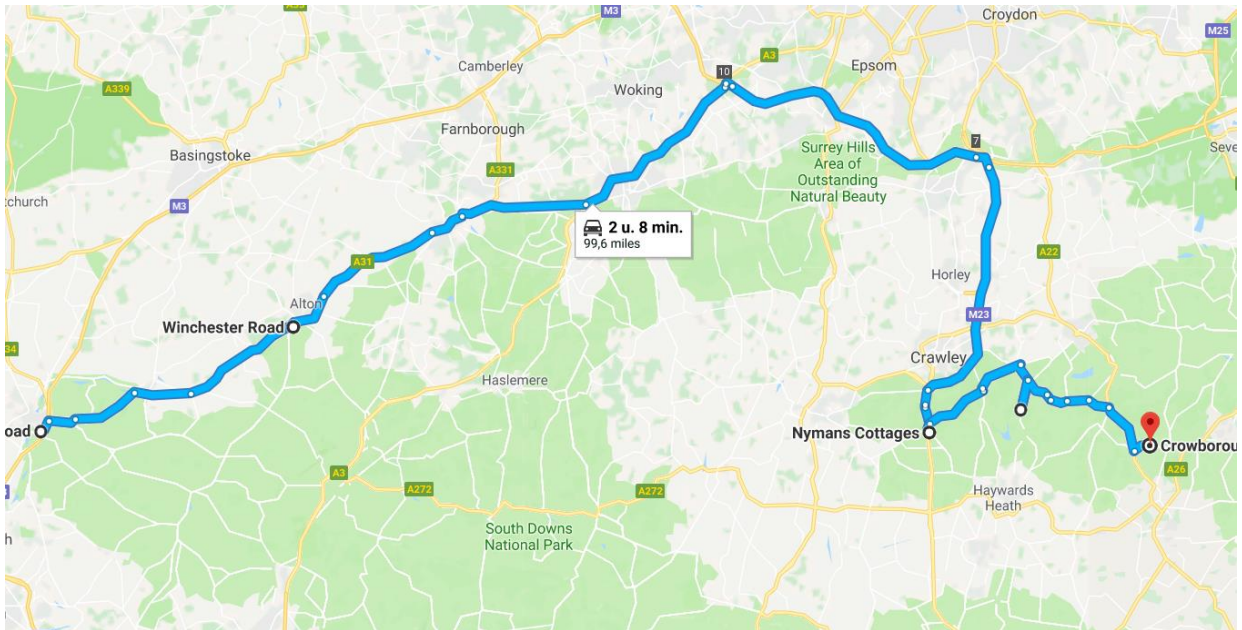 M3
A33
Croydon
M25
A3
Camberley
Epsom
10
A339
Woking
Farnborough
7
Basingstoke
Seve
Surrey Hills
Area of
Outstanding
Natural Beauty
A331
tchurch
M3
2 u. 8 min.
99,6 miles
A22
A31
Horley
Alton
M23
Winchester Road
34
Crawley
Haslemere
oad
Nymans Cottages
Crowborou
A3
A26
A272
A272
Haywards
Heath
South Downs
National Park
h